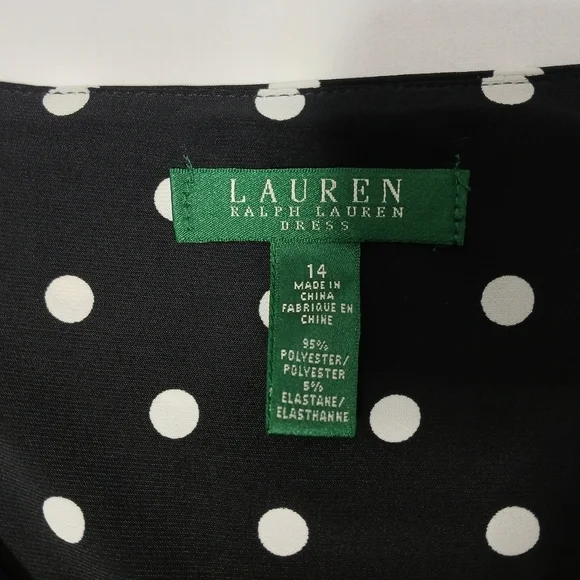 LAUREN
RALPH LAUREN
DRESS
14
MADE IN
CHINA
FABRIQUE EN
CHINE
95%
POLYESTER/
POLYESTER
5%
ELASTANE/
ELASTHANNE